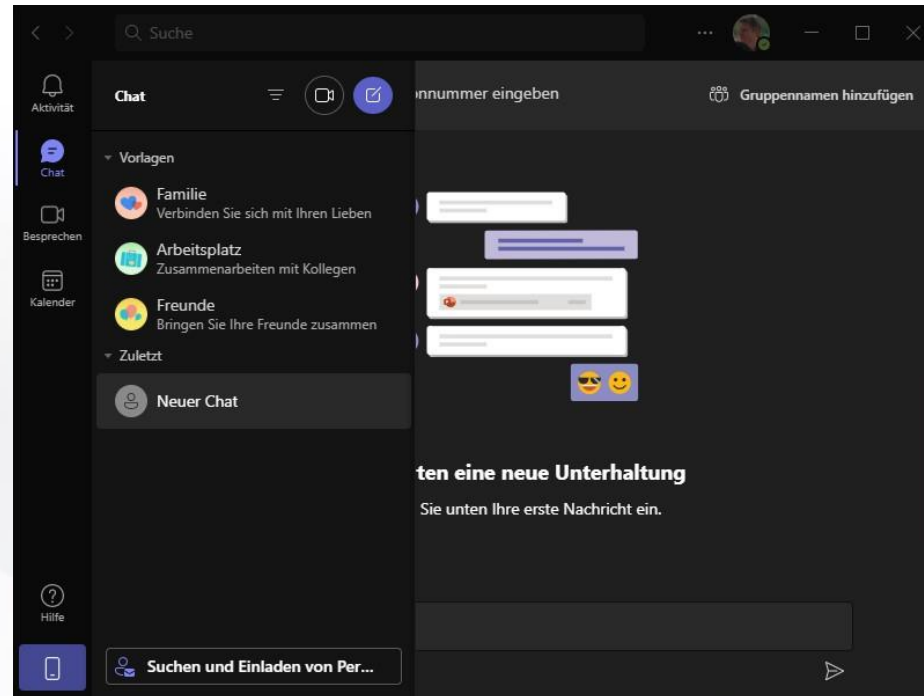 Suche
Aktivität
Chat
Besprechen
Kalender
Hilfe
Chat
Vorlagen
Familie
Verbinden Sie sich mit Ihren Lieben
Arbeitsplatz
Zusammenarbeiten mit Kollegen
Freunde
Bringen Sie Ihre Freunde zusammen
Zuletzt
Neuer Chat
Suchen und Einladen von Per...
onnummer eingeben
Gruppennamen hinzufügen
ten eine neue Unterhaltung
Sie unten Ihre erste Nachricht ein.